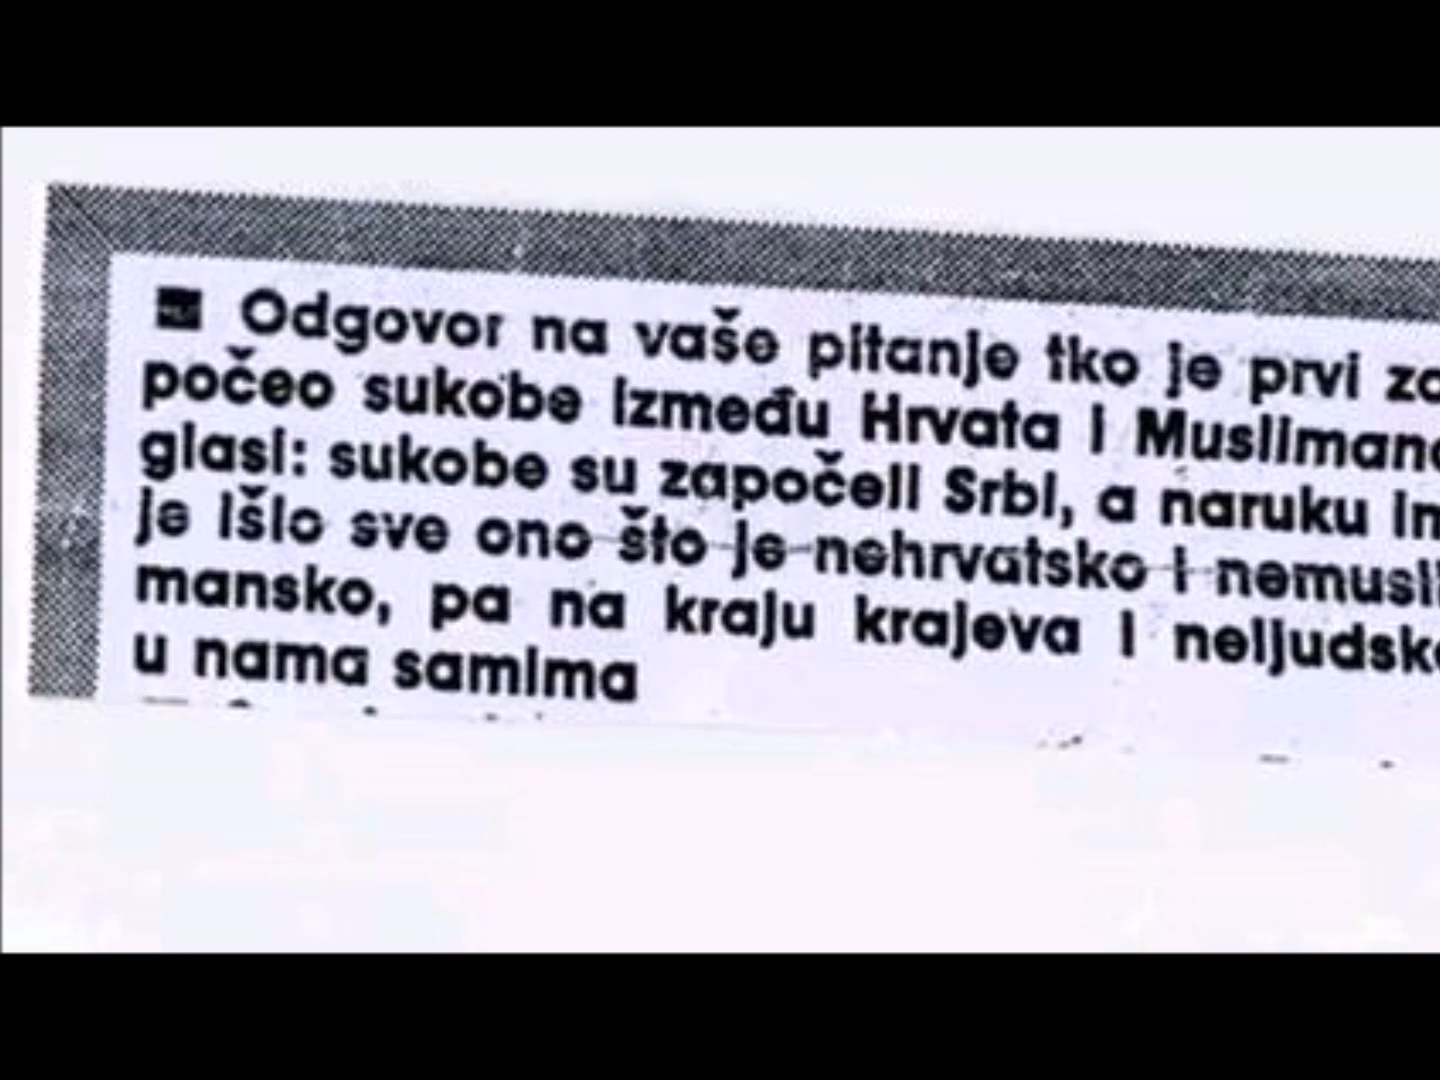 Odgovor na vaše pitanje tko je prvi za
počeo sukobe između Hrvata i Muslimana
glasi: sukobe su započeli Srbi, a naruku im
je išlo sve ono što je nehrvatsko i nemusli
mansko, pa na kraju krajeva i neljudsko
u nama samima